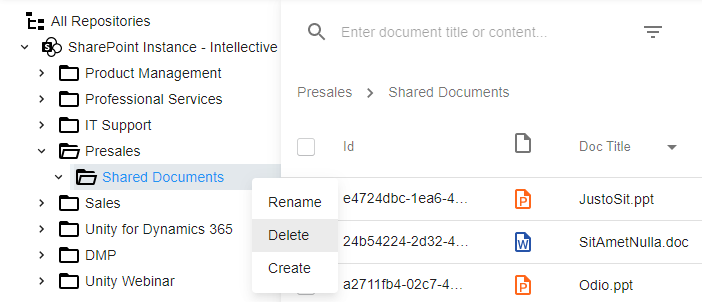 All Repositories
SharePoint Instance - Intellective
Product Management
Professional Services
IT Support
Presales
Shared Documents
Sales
Unity for Dynamics 365
DMP
Unity Webinar
Rename
Delete
Create
Enter document title or content...
Presales > Shared Documents
Id Doc Title
e4724dbc-1ea6-4... JustoSit.ppt
24b54224-2d32-4... SitAmetNulla.doc
a2711fb4-02c7-4... Odio.ppt